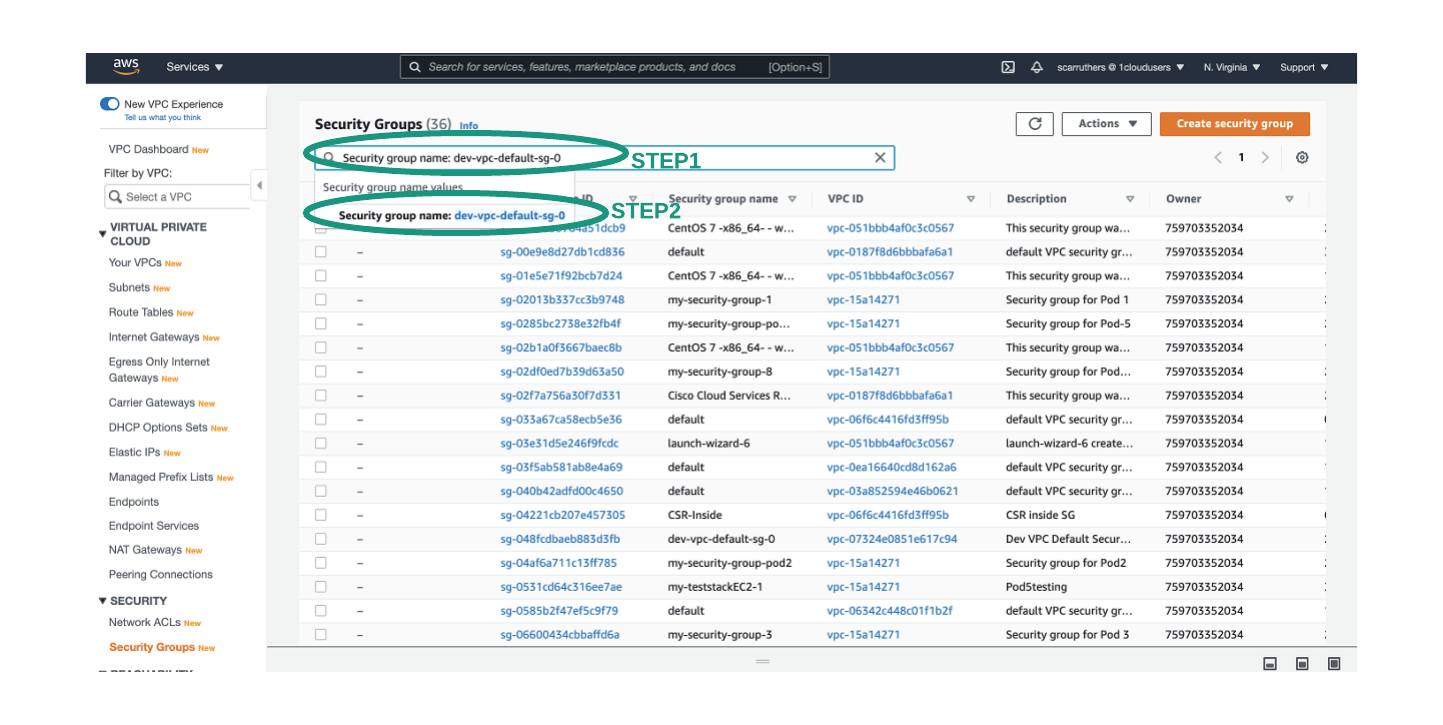 aws Services ▼ Search for services, features, marketplace products, and docs [Option+S] scarruthers @ 1cloudusers ▼ N. Virginia ▼ Support ▼
New VPC Experience
Tell us what you think
VPC Dashboard New
Filter by VPC:
Select a VPC
VIRTUAL PRIVATE
CLOUD
Your VPCs New
Subnets New
Route Tables New
Internet Gateways New
Egress Only Internet
Gateways New
Carrier Gateways New
DHCP Options Sets New
Elastic IPs New
Managed Prefix Lists New
Endpoints
Endpoint Services
NAT Gateways New
Peering Connections
SECURITY
Network ACLs New
Security Groups New
Security Groups (36) Info
Actions ▼ Create security group
Security group name: dev-vpc-default-sg-0 STEP1
1
Security group name values
Security group name: dev-vpc-default-sg-0 STEP2
ID Security group name VPC ID Description Owner
CentOS 7 -x86_64- - w... vpc-051bbb4af0c3c0567 This security group wa... 759703352034
– sg-00e9e8d27db1cd836 default vpc-0187f8d6bbbafa6a1 default VPC security gr... 759703352034
– sg-01e5e71f92bcb7d24 CentOS 7 -x86_64- - w... vpc-051bbb4af0c3c0567 This security group wa... 759703352034
– sg-02013b337cc3b9748 my-security-group-1 vpc-15a14271 Security group for Pod 1 759703352034
– sg-0285bc2738e32fb4f my-security-group-po... vpc-15a14271 Security group for Pod-5 759703352034
– sg-02b1a0f3667baec8b CentOS 7 -x86_64- - w... vpc-051bbb4af0c3c0567 This security group wa... 759703352034
– sg-02df0ed7b39d63a50 my-security-group-8 vpc-15a14271 Security group for Pod... 759703352034
– sg-02f7a756a30f7d331 Cisco Cloud Services R... vpc-0187f8d6bbbafa6a1 This security group wa... 759703352034
– sg-033a67ca58ecb5e36 default vpc-06f6c4416fd3ff95b default VPC security gr... 759703352034
– sg-03e31d5e246f9fcdc launch-wizard-6 vpc-051bbb4af0c3c0567 launch-wizard-6 create... 759703352034
– sg-03f5ab581ab8e4a69 default vpc-0ea16640cd8d162a6 default VPC security gr... 759703352034
– sg-040b42adfd00c4650 default vpc-03a852594e46b0621 default VPC security gr... 759703352034
– sg-04221cb207e457305 CSR-Inside vpc-06f6c4416fd3ff95b CSR inside SG 759703352034
– sg-048fcdbaeb883d3fb dev-vpc-default-sg-0 vpc-07324e0851e617c94 Dev VPC Default Secur... 759703352034
– sg-04af6a711c13ff785 my-security-group-pod2 vpc-15a14271 Security group for Pod2 759703352034
– sg-0531cd64c316ee7ae my-teststackEC2-1 vpc-15a14271 Pod5testing 759703352034
– sg-0585b2f47ef5c9f79 default vpc-06342c448c01f1b2f default VPC security gr... 759703352034
– sg-06600434cbbaffd6a my-security-group-3 vpc-15a14271 Security group for Pod 3 759703352034